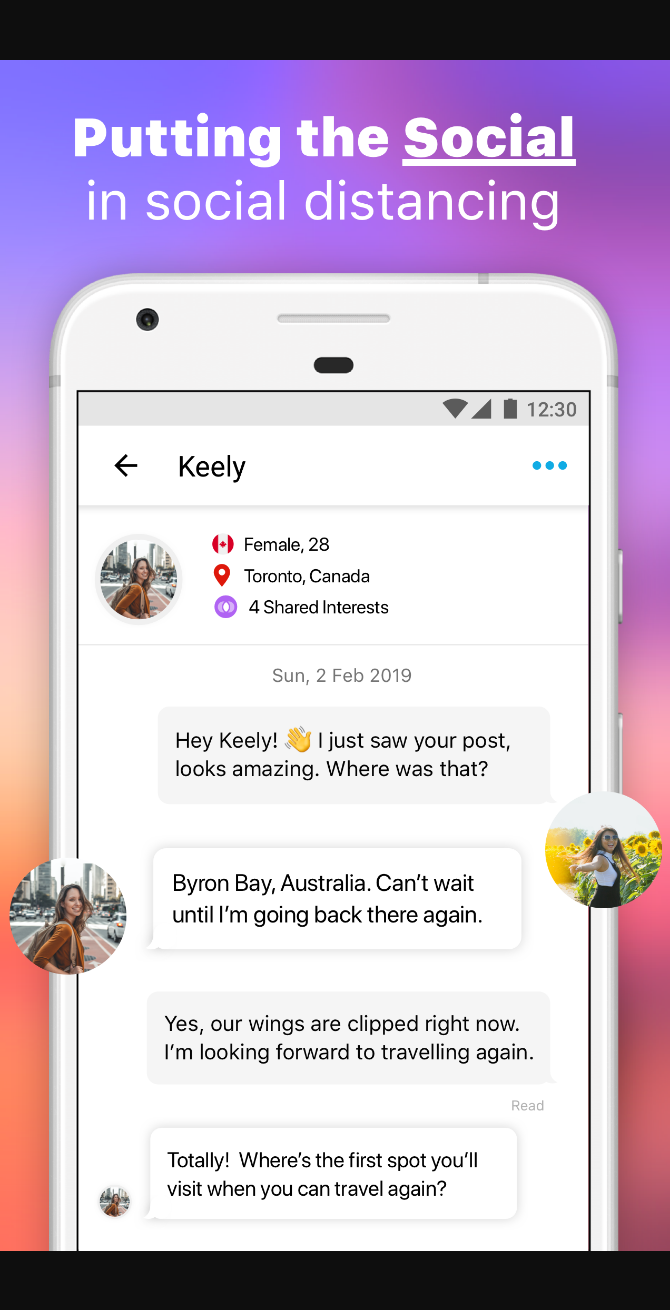 Putting the Social
in social distancing
12:30
Keely
Female, 28
Toronto, Canada
4 Shared Interests
Sun, 2 Feb 2019
Hey Keely! 👋 I just saw your post,
looks amazing. Where was that?
Byron Bay, Australia. Can’t wait
until I’m going back there again.
Yes, our wings are clipped right now.
I’m looking forward to travelling again.
Read
Totally!  Where’s the first spot you’ll
visit when you can travel again?